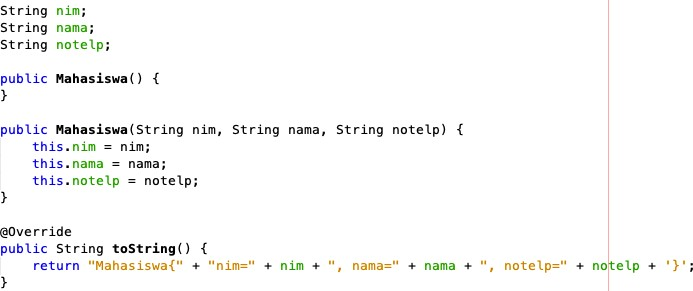 String nim;
String nama;
String notelp;
public Mahasiswa() {
}
public Mahasiswa(String nim, String nama, String notelp) {
this.nim = nim;
this.nama = nama;
this.notelp = notelp;
}
@Override
public String toString() {
return "Mahasiswa{" + "nim=" + nim + ", nama=" + nama + ", notelp=" + notelp + '}';
}